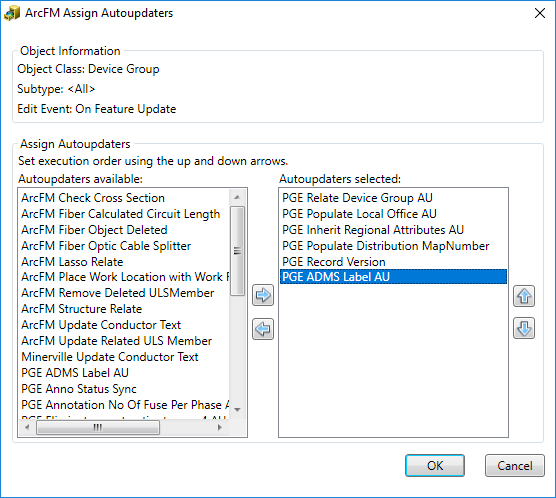 ArcFM Assign Autoupdaters
Object Information
Object Class: Device Group
Subtype: <All>
Edit Event: On Feature Update
Assign Autoupdaters
Set execution order using the up and down arrows.
Autoupdaters available:
ArcFM Check Cross Section
ArcFM Fiber Calculated Circuit Length
ArcFM Fiber Object Deleted
ArcFM Fiber Optic Cable Splitter
ArcFM Lasso Relate
ArcFM Place Work Location with Work
ArcFM Remove Deleted ULSMember
ArcFM Structure Relate
ArcFM Update Conductor Text
ArcFM Update Related ULS Member
Minerville Update Conductor Text
PGE ADMS Label AU
PGE Anno Status Sync
PGE Annotation No Of Fuse Per Phase A
Autoupdaters selected:
PGE Relate Device Group AU
PGE Populate Local Office AU
PGE Inherit Regional Attributes AU
PGE Populate Distribution MapNumber
PGE Record Version
PGE ADMS Label AU
OK
Cancel